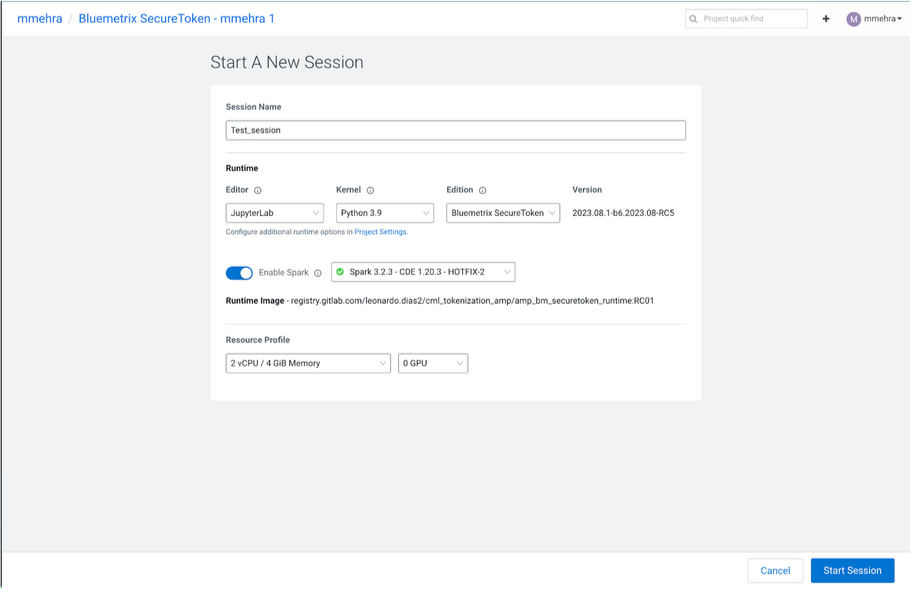 mmehra / Bluemetrix SecureToken - mmehra 1
Project quick find
+
M mmehra
Start A New Session
Session Name
Test_session
Runtime
Editor Kernel Edition Version
JupyterLab Python 3.9 Bluemetrix SecureToken 2023.08.1-b6.2023.08-RC5
Configure additional runtime options in Project Settings.
Enable Spark Spark 3.2.3 - CDE 1.20.3 - HOTFIX-2
Runtime Image - registry.gitlab.com/leonardo.dias2/cml_tokenization_amp/amp_bm_securetoken_runtime:RC01
Resource Profile
2 vCPU / 4 GiB Memory 0 GPU
Cancel Start Session